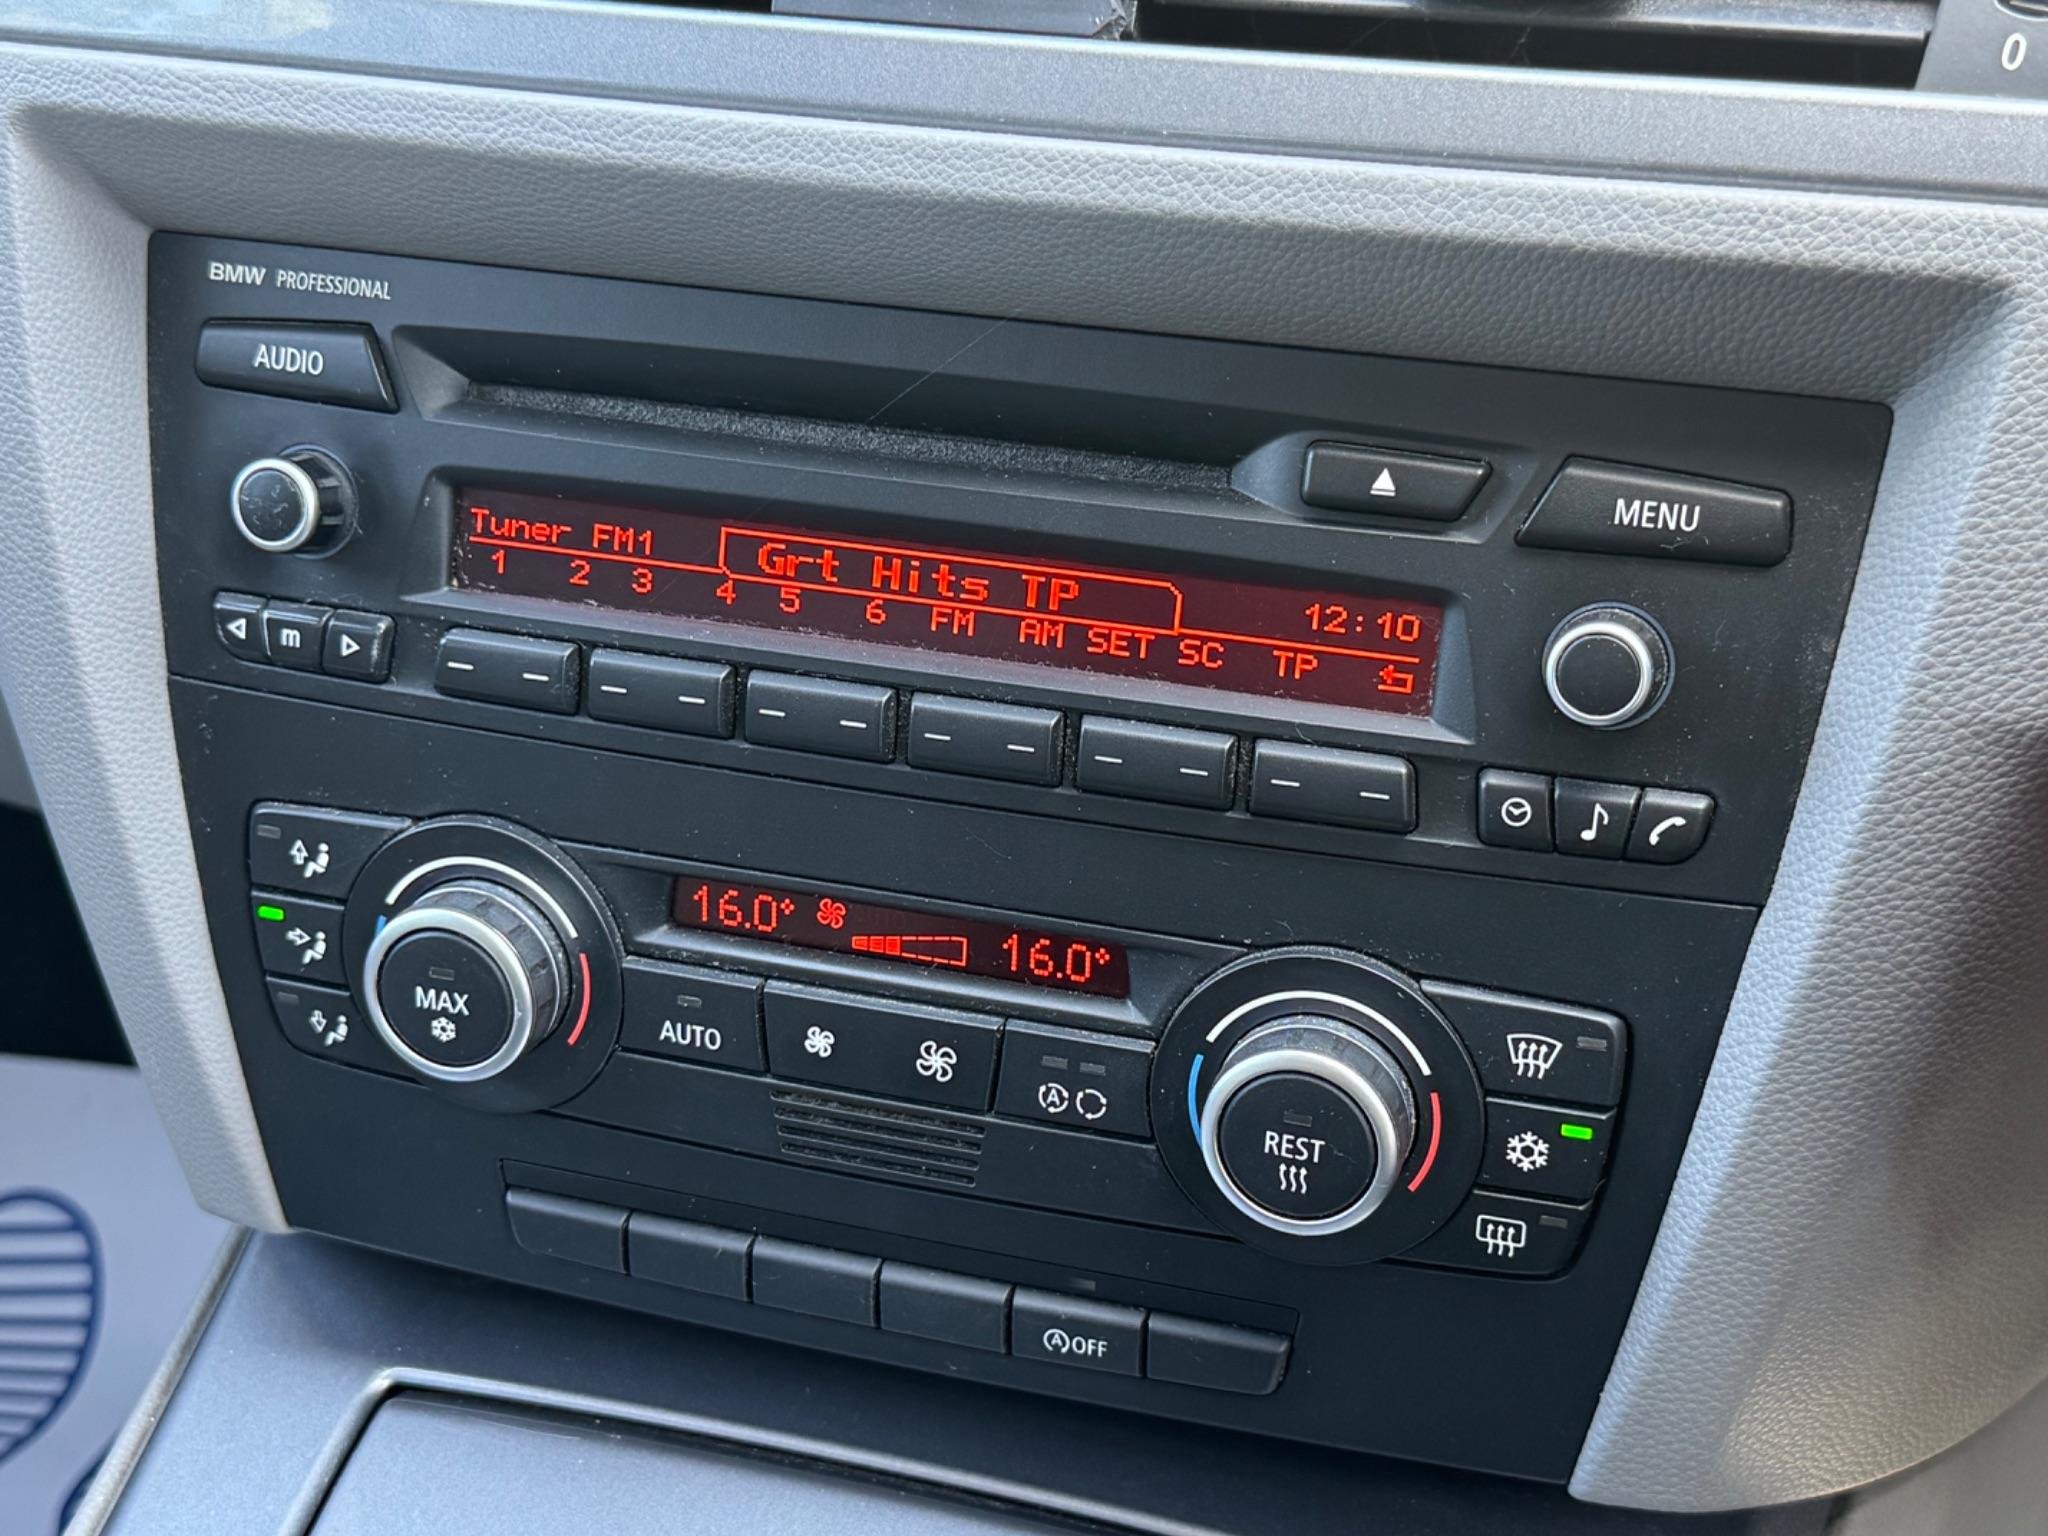 0
BMW PROFESSIONAL
AUDIO
MENU
Tuner FM1
Grt Hits TP
12:10
1 2 3 4 5 6 FM AM SET SC TP
m
16.0°
16.0°
MAX
AUTO
A
REST
A OFF